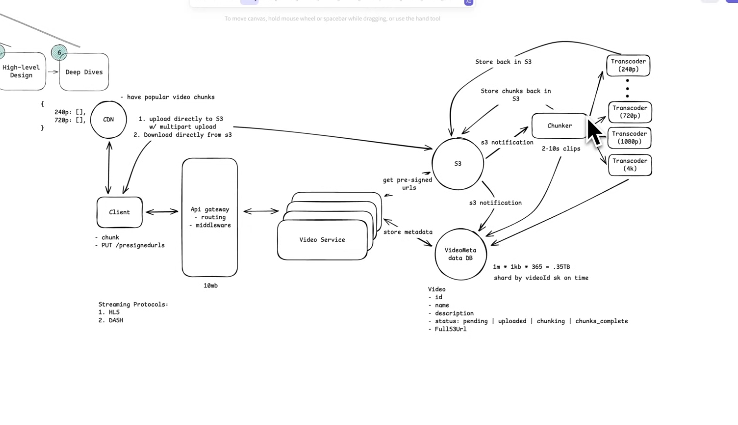 To move canvas, hold mouse wheel or spacebar while dragging, or use the hand tool
High-level
Design
6
Deep Dives
- have popular video chunks
{
240p: [],
720p: [],
}
CDN
1. upload directly to S3
w/ multipart upload
2. Download directly from s3
Client
- chunk
- PUT /presignedurls
Api gateway
- routing
- middleware
10mb
Video Service
get pre-signed
urls
store metadata
S3
Store back in S3
Store chunks back in
S3
s3 notification
Chunker
2-10s clips
Transcoder
(240p)
Transcoder
(720p)
Transcoder
(1080p)
Transcoder
(4k)
s3 notification
VideoMeta
data DB
1m * 1kb * 365 = .35TB
shard by videoId sk on time
Video
- id
- name
- description
- status: pending | uploaded | chunking | chunks_complete
- FullS3Url
Streaming Protocols:
1. HLS
2. DASH